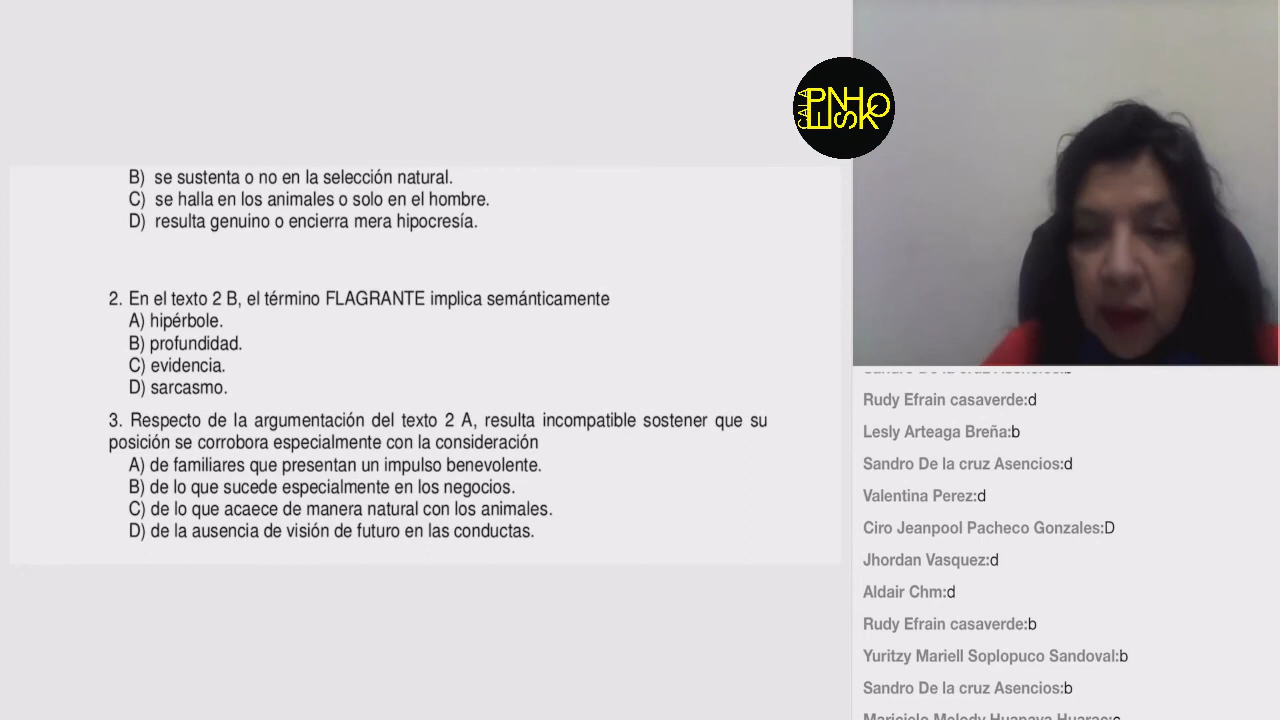 B) se sustenta o no en la selección natural.
C) se halla en los animales o solo en el hombre.
D) resulta genuino o encierra mera hipocresía.
2. En el texto 2 B, el término FLAGRANTE implica semánticamente
A) hipérbole.
B) profundidad.
C) evidencia.
D) sarcasmo.
3. Respecto de la argumentación del texto 2 A, resulta incompatible sostener que su
posición se corrobora especialmente con la consideración
A) de familiares que presentan un impulso benevolente.
B) de lo que sucede especialmente en los negocios.
C) de lo que acaece de manera natural con los animales.
D) de la ausencia de visión de futuro en las conductas.
Sandro De la cruz Asencios:b
Rudy Efrain casaverde:d
Lesly Arteaga Breña:b
Sandro De la cruz Asencios:d
Valentina Perez:d
Ciro Jeanpool Pacheco Gonzales:D
Jhordan Vasquez:d
Aldair Chm:d
Rudy Efrain casaverde:b
Yuritzy Mariell Soplopuco Sandoval:b
Sandro De la cruz Asencios:b